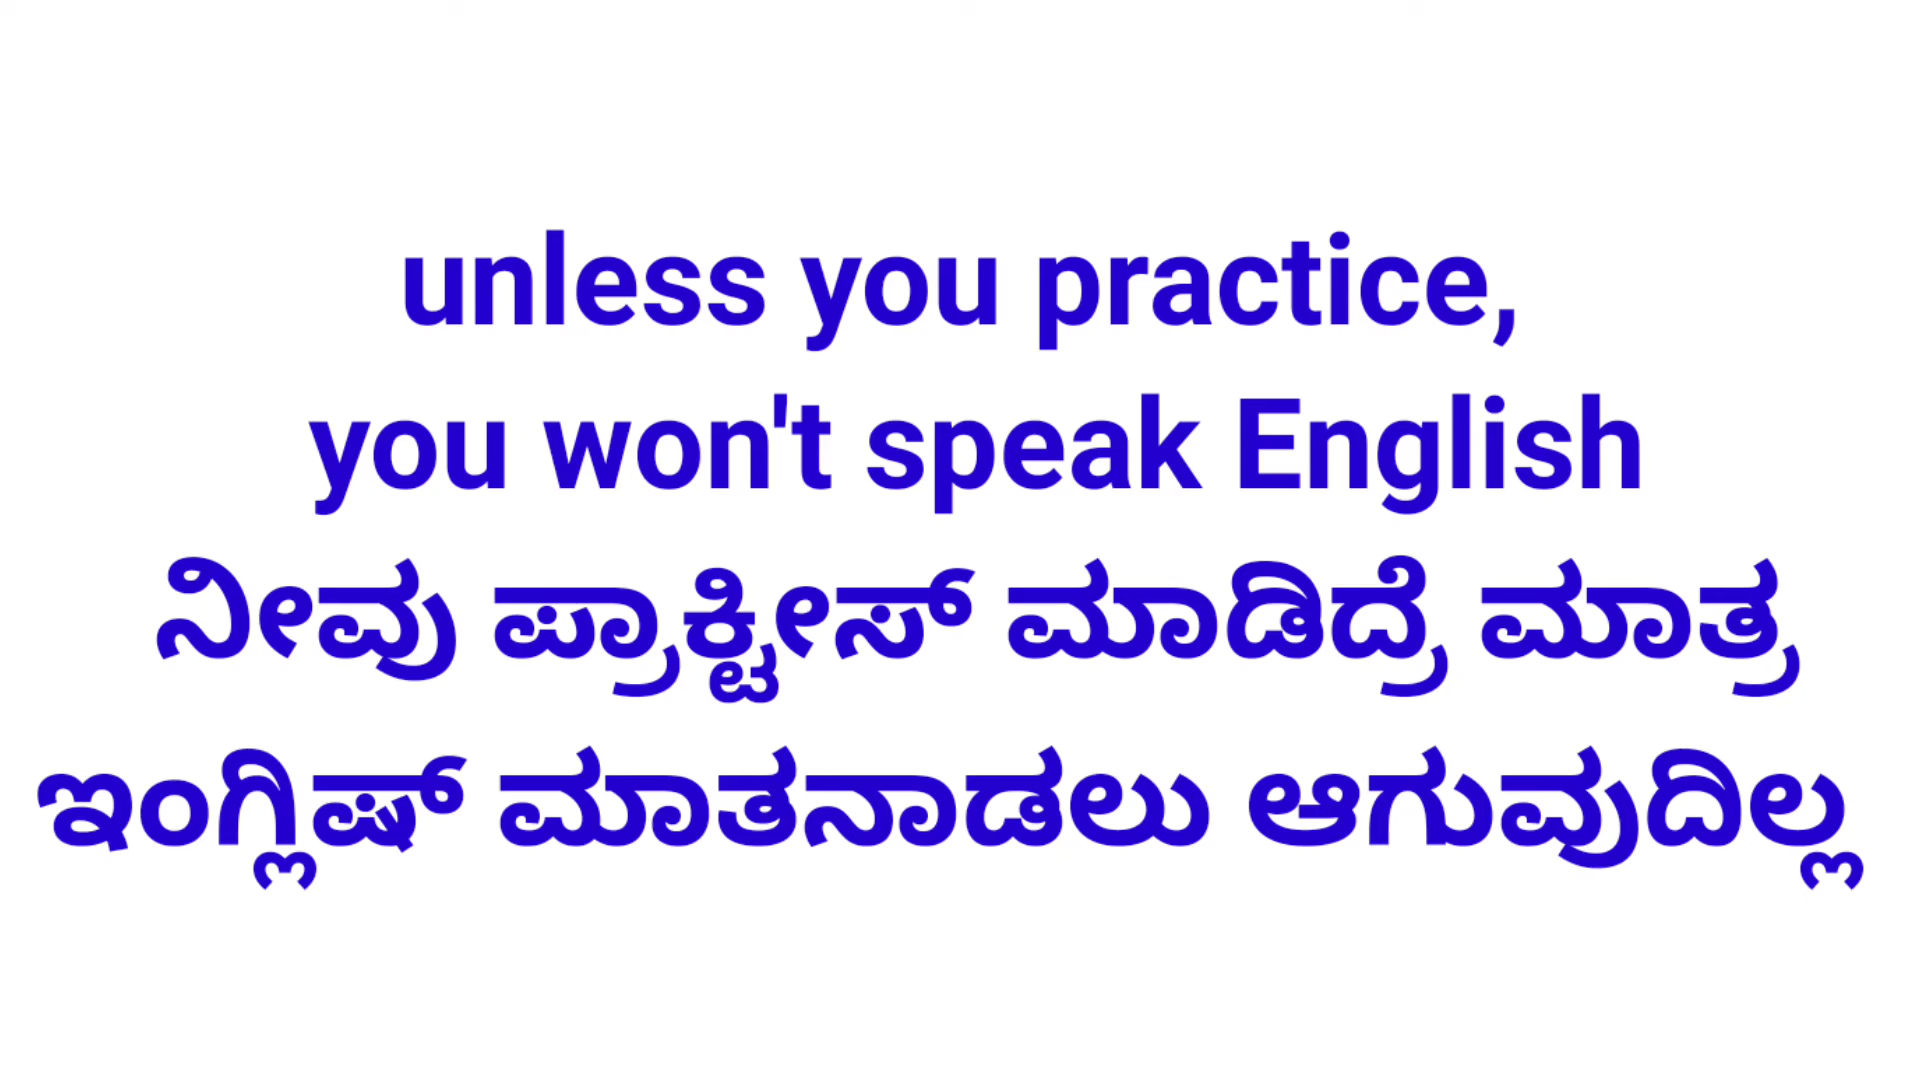 unless you practice,
you won't speak English
ನೀವು ಪ್ರಾಕ್ಟೀಸ್ ಮಾಡಿದ್ರೆ ಮಾತ್ರ
ಇಂಗ್ಲಿಷ್ ಮಾತನಾಡಲು ಆಗುವುದಿಲ್ಲ